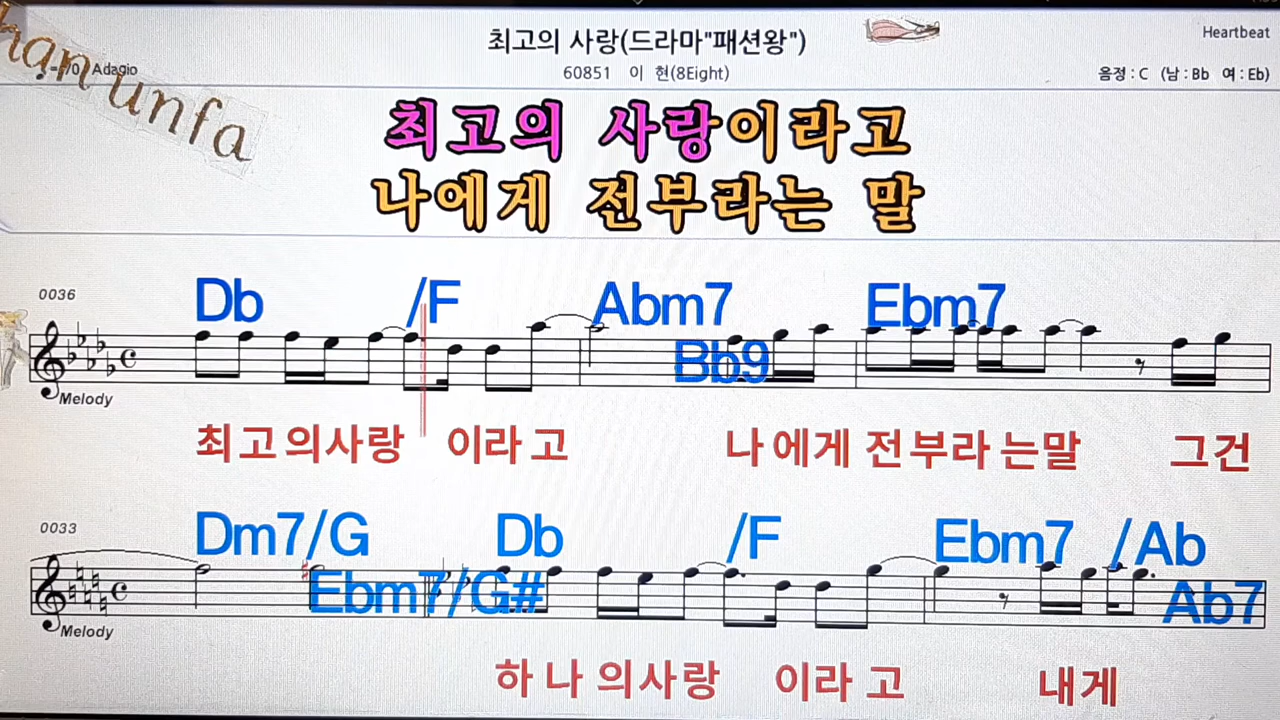 han unfa
최고의 사랑(드라마"패션왕")
Heartbeat
Adagio
60851 이 현(8Eight)
음정 : C (남 : Bb 여 : Eb)
최고의 사랑이라고
나에게 전부라는 말
Db /F Abm7 Ebm7
0036
Bb9
Melody
최고의사랑 이라고 나에게 전부라는말 그건
Dm7/G Db /F Ebm7 /Ab
0033
Ebm7/G# Ab7
Melody
하나의사랑 이라고 내게